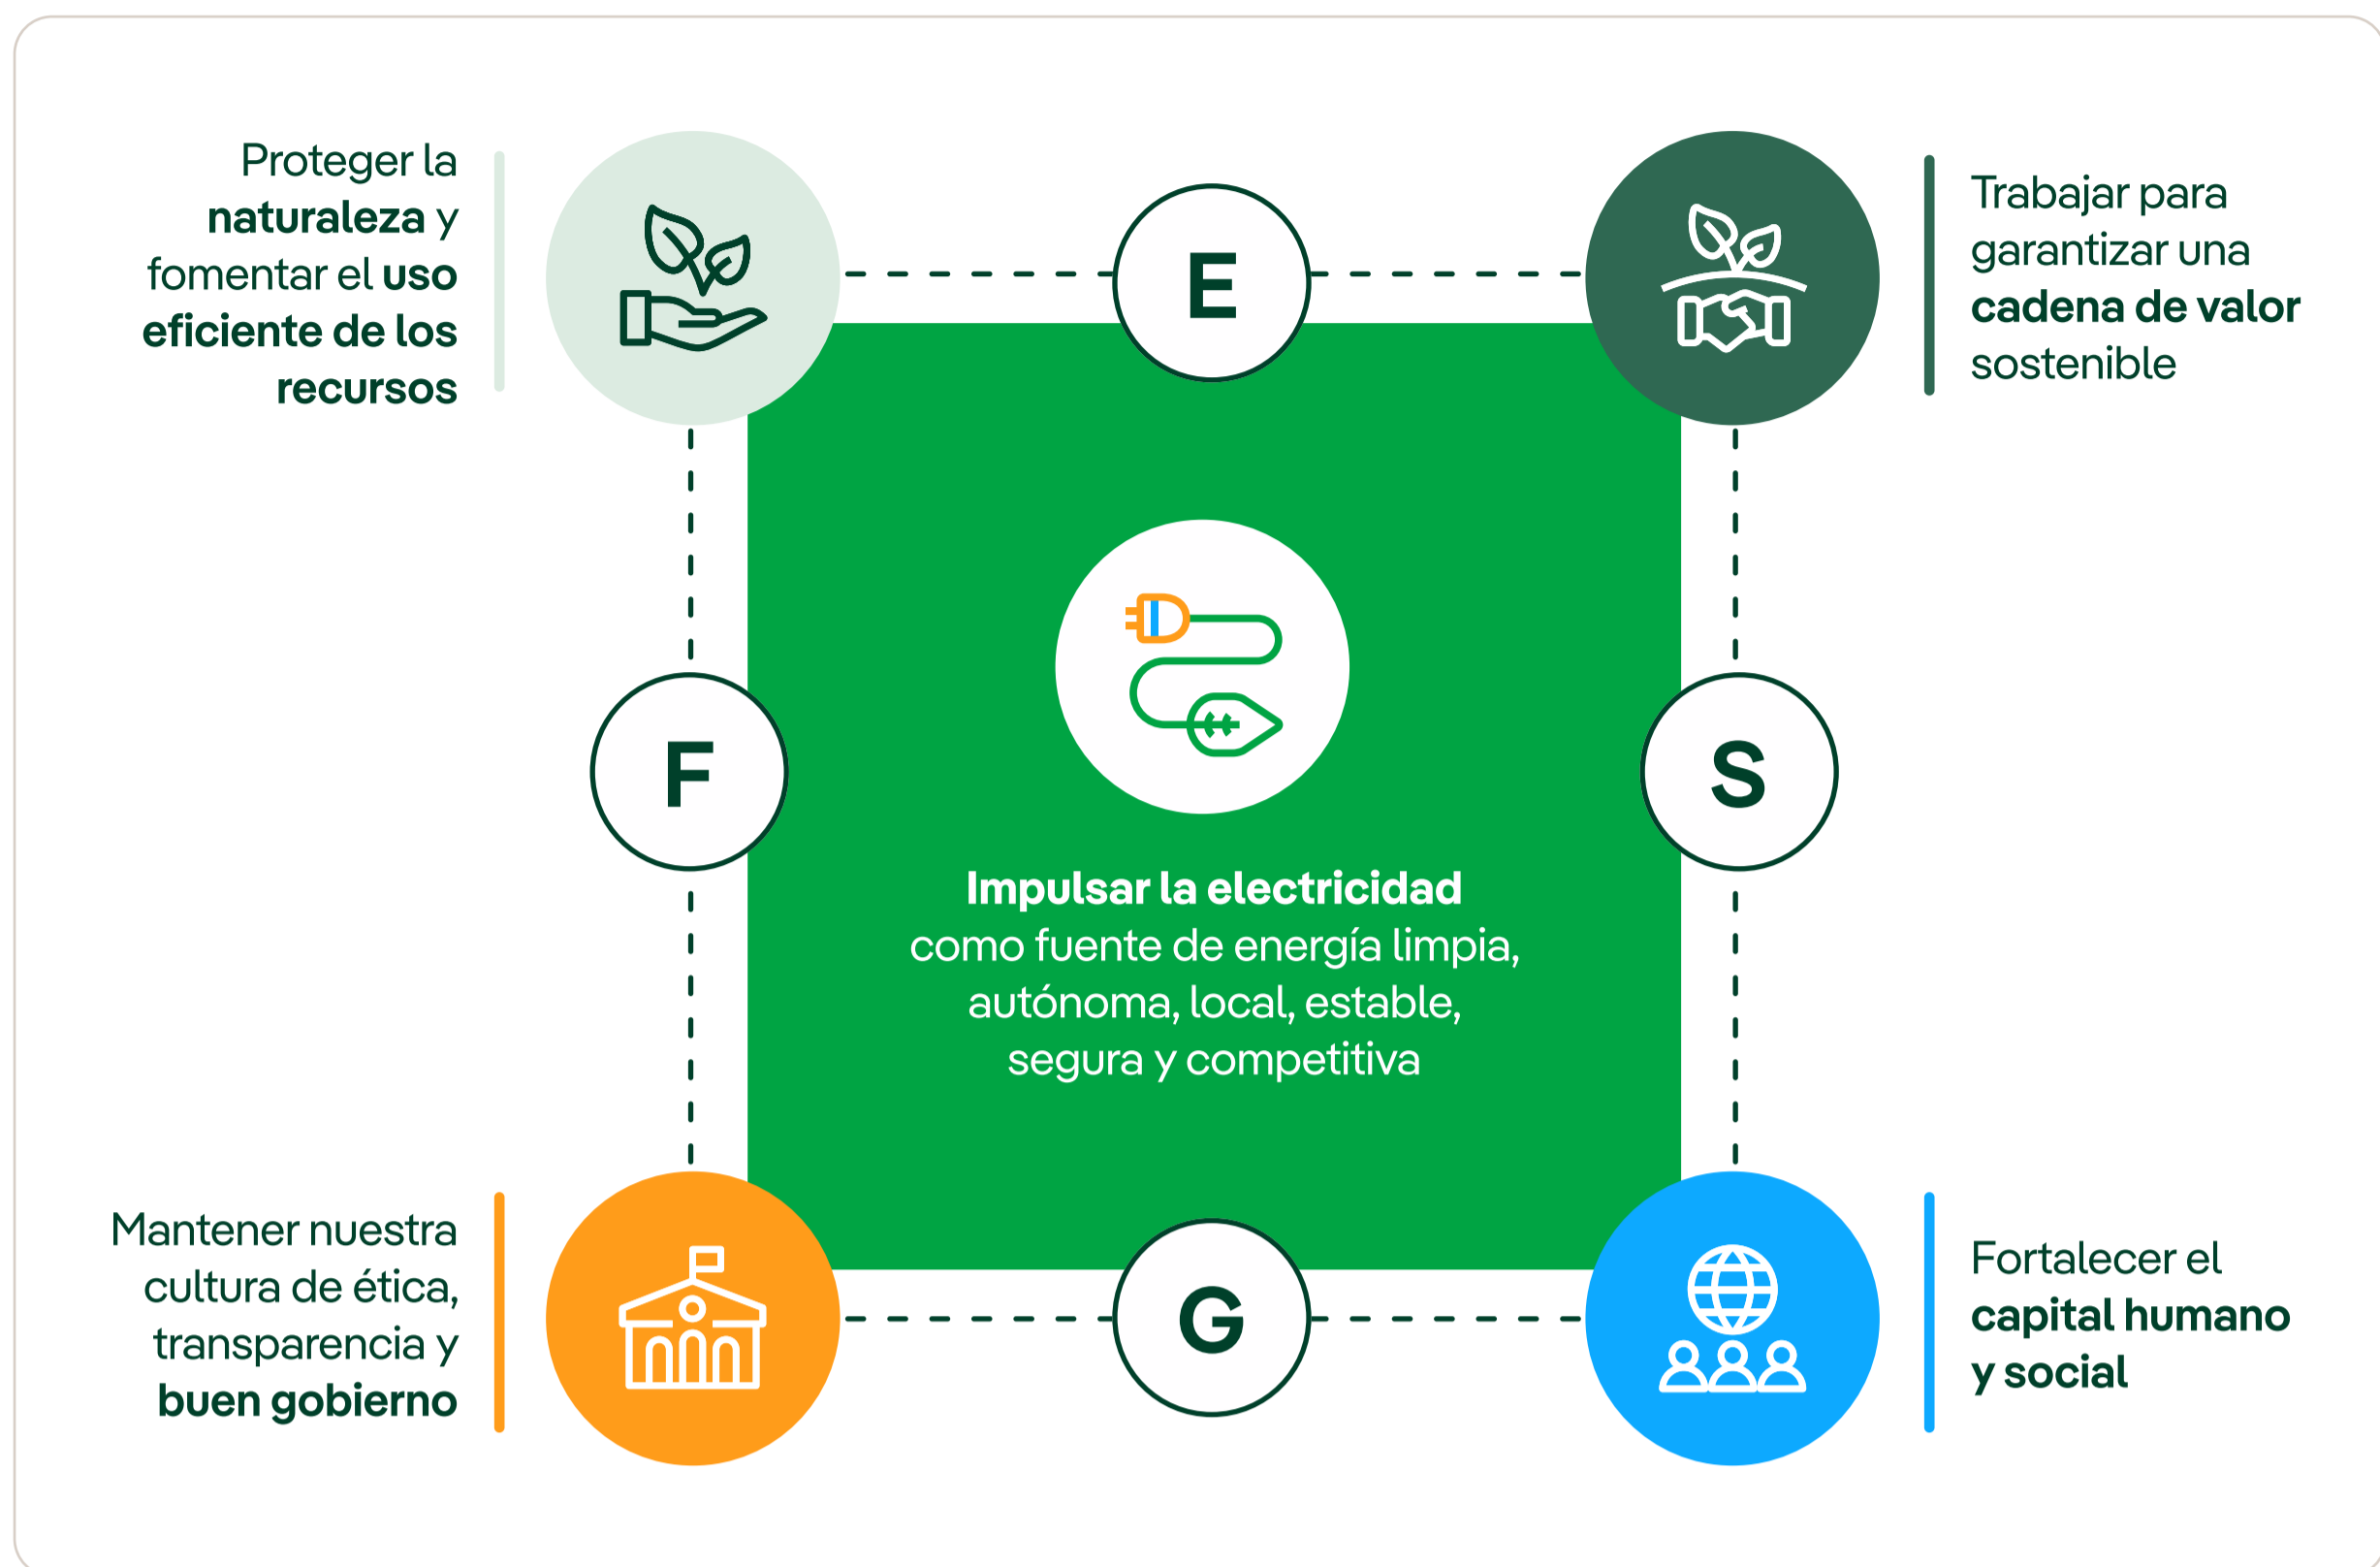 Proteger la
naturaleza y
fomentar el uso
eficiente de los
reursos
E
Trabajar para
garantizar una
cadena de valor
sostenible
F
S
Impulsar la electricidad
como fuente de energía limpia,
autónoma, local, estable,
segura y competitiva
Mantener nuestra
cultura de ética,
transparencia y
buen gobierno
G
Fortalecer el
capital humano
y social